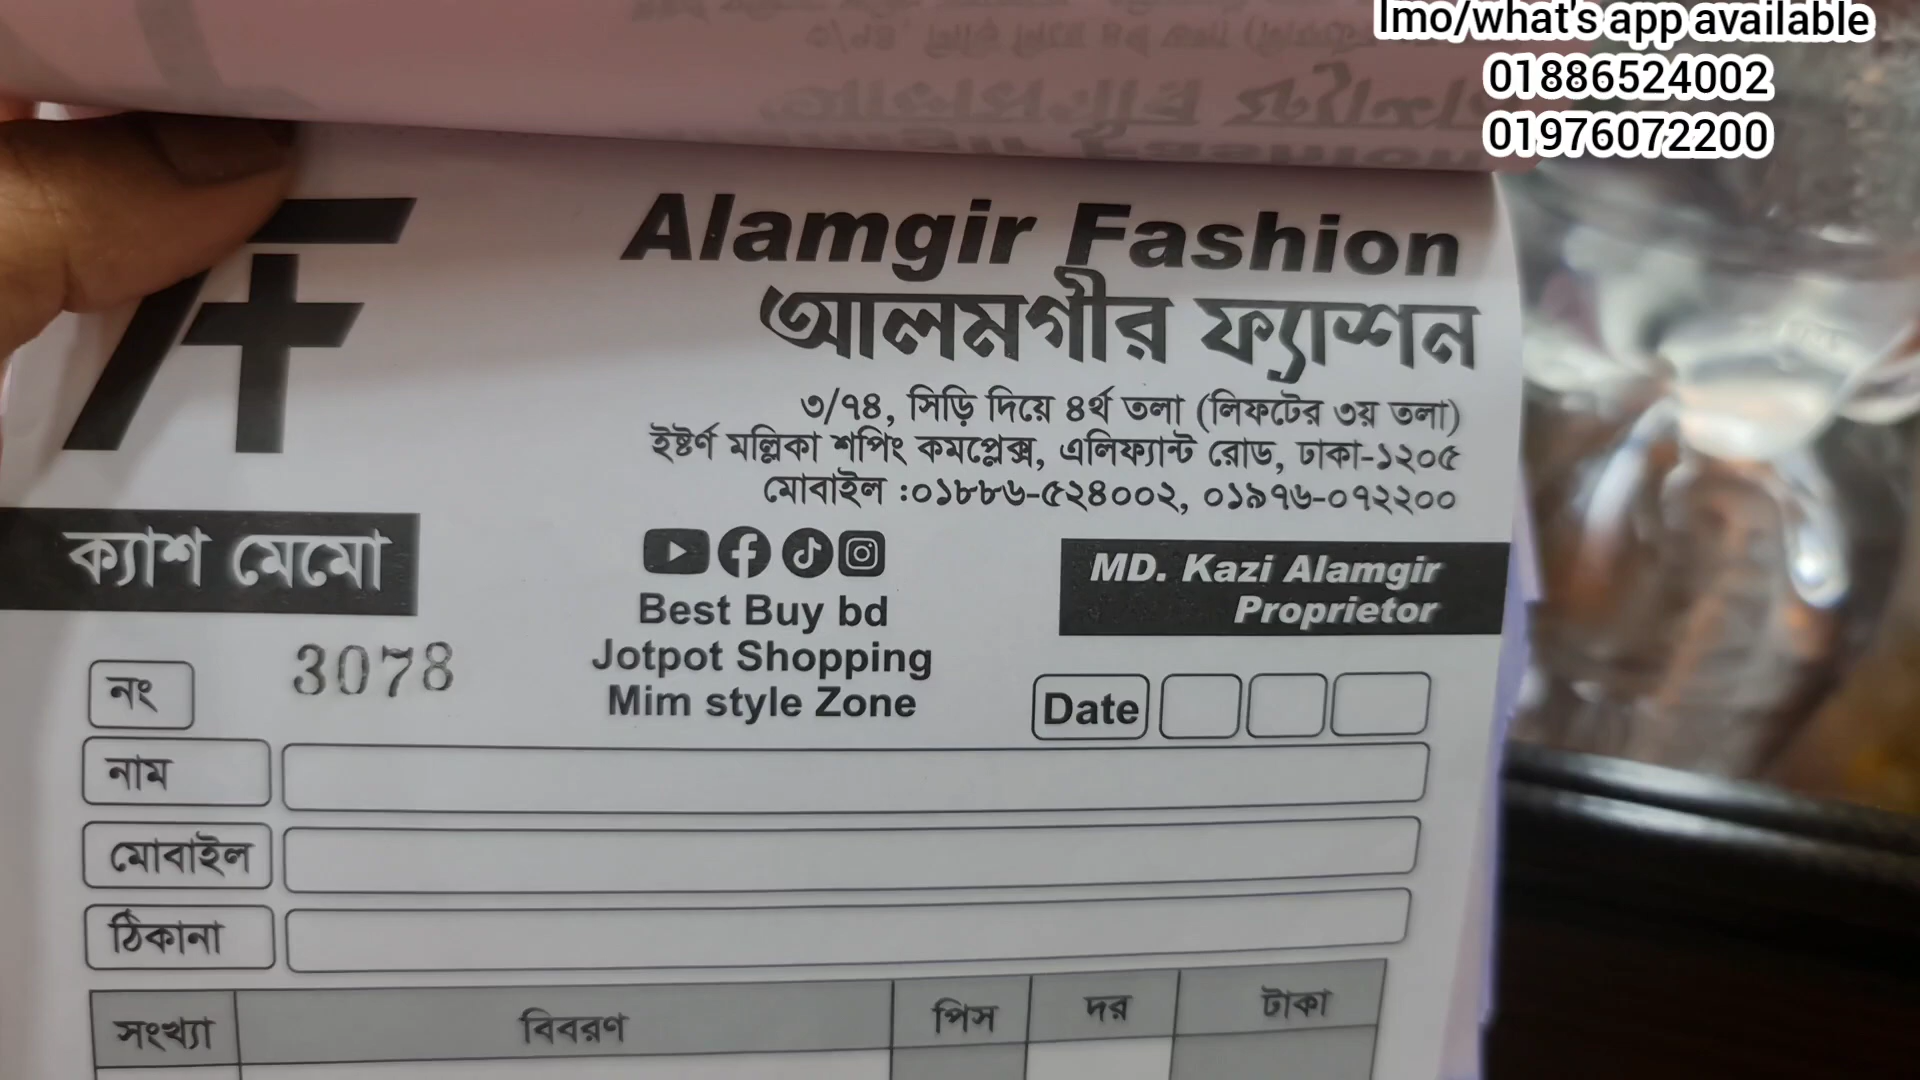 Imo/what's app available
01886524002
01976072200
Alamgir Fashion
আলমগীর ফ্যাশন
৩/৭৪, সিড়ি দিয়ে ৪র্থ তলা (লিফটের ৩য় তলা)
ইষ্টার্ণ মল্লিকা শপিং কমপ্লেক্স, এলিফ্যান্ট রোড, ঢাকা-১২০৫
মোবাইল :০১৮৮৬-৫২৪০০২, ০১৯৭৬-০৭২২০০
ক্যাশ মেমো
Best Buy bd
Jotpot Shopping
Mim style Zone
MD. Kazi Alamgir
Proprietor
নং 3078
Date
নাম
মোবাইল
ঠিকানা
সংখ্যা বিবরণ পিস দর টাকা